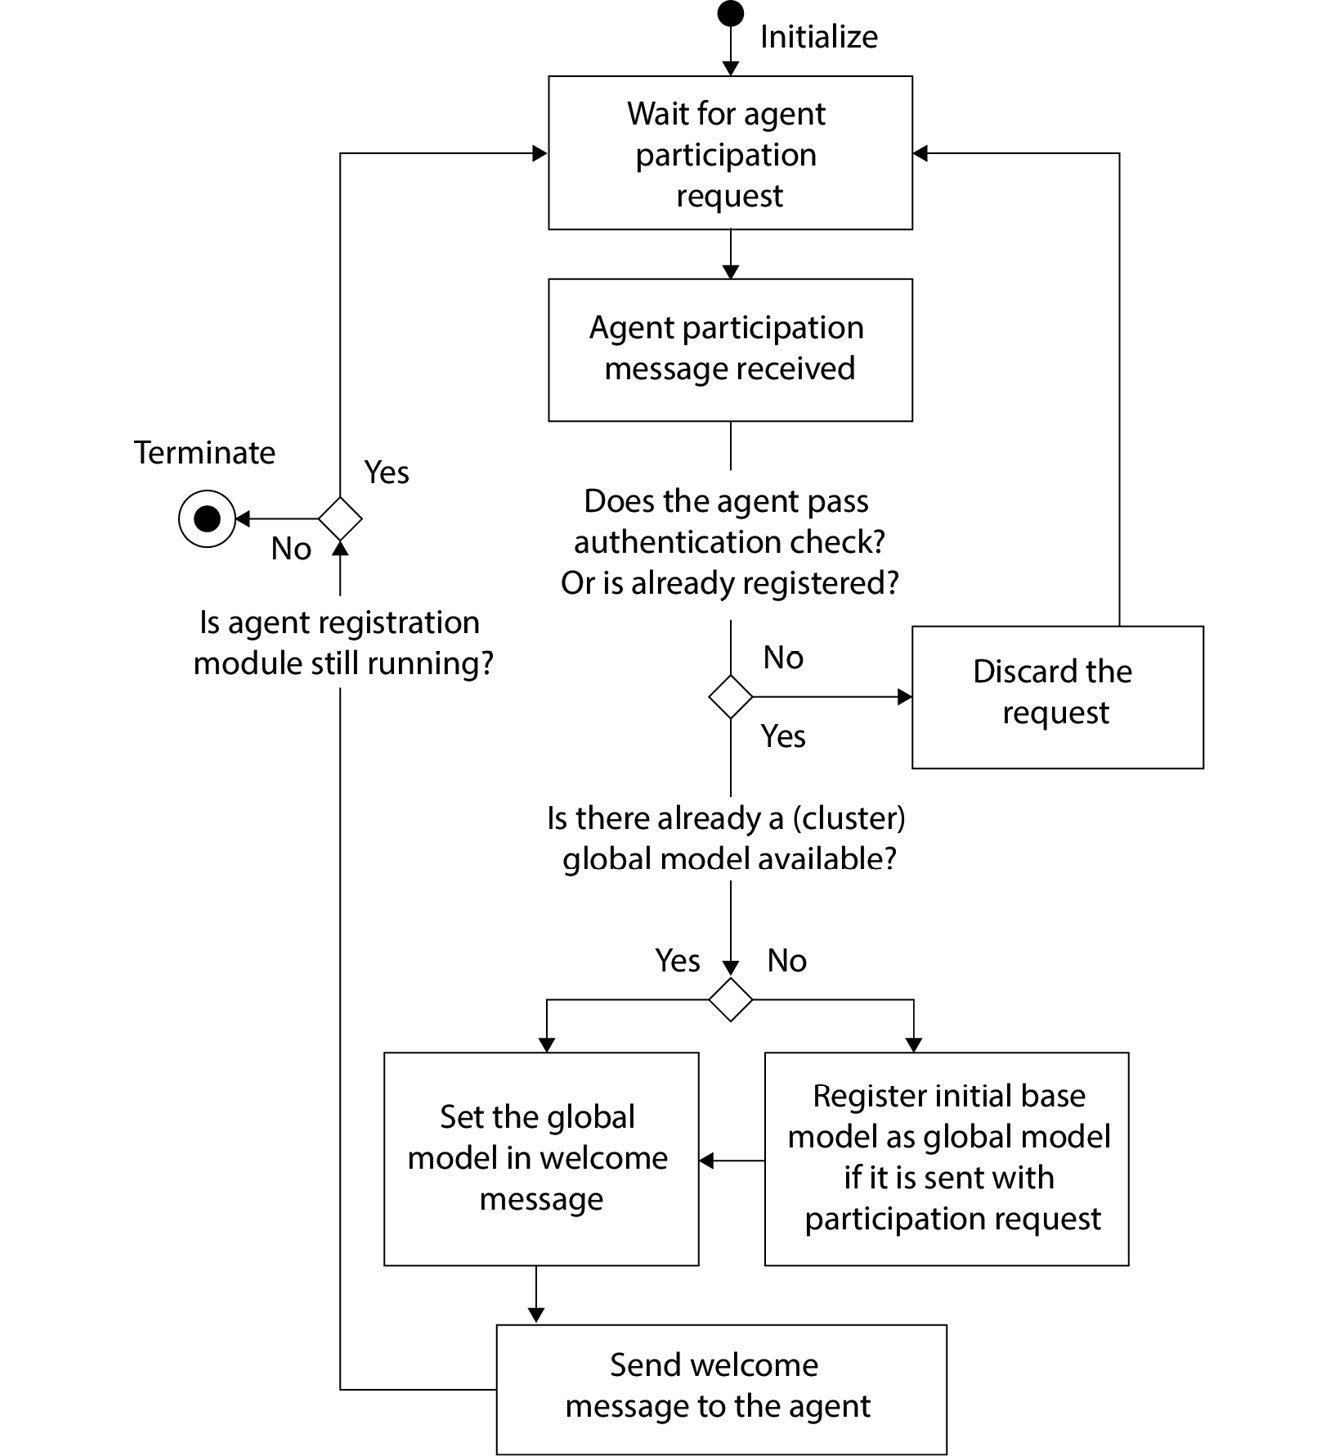 Initialize
Wait for agent
participation
request
Agent participation
message received
Terminate
Yes
No
Does the agent pass
authentication check?
Or is already registered?
Is agent registration
module still running?
No
Yes
Discard the
request
Is there already a (cluster)
global model available?
Yes
No
Set the global
model in welcome
message
Register initial base
model as global model
if it is sent with
participation request
Send welcome
message to the agent